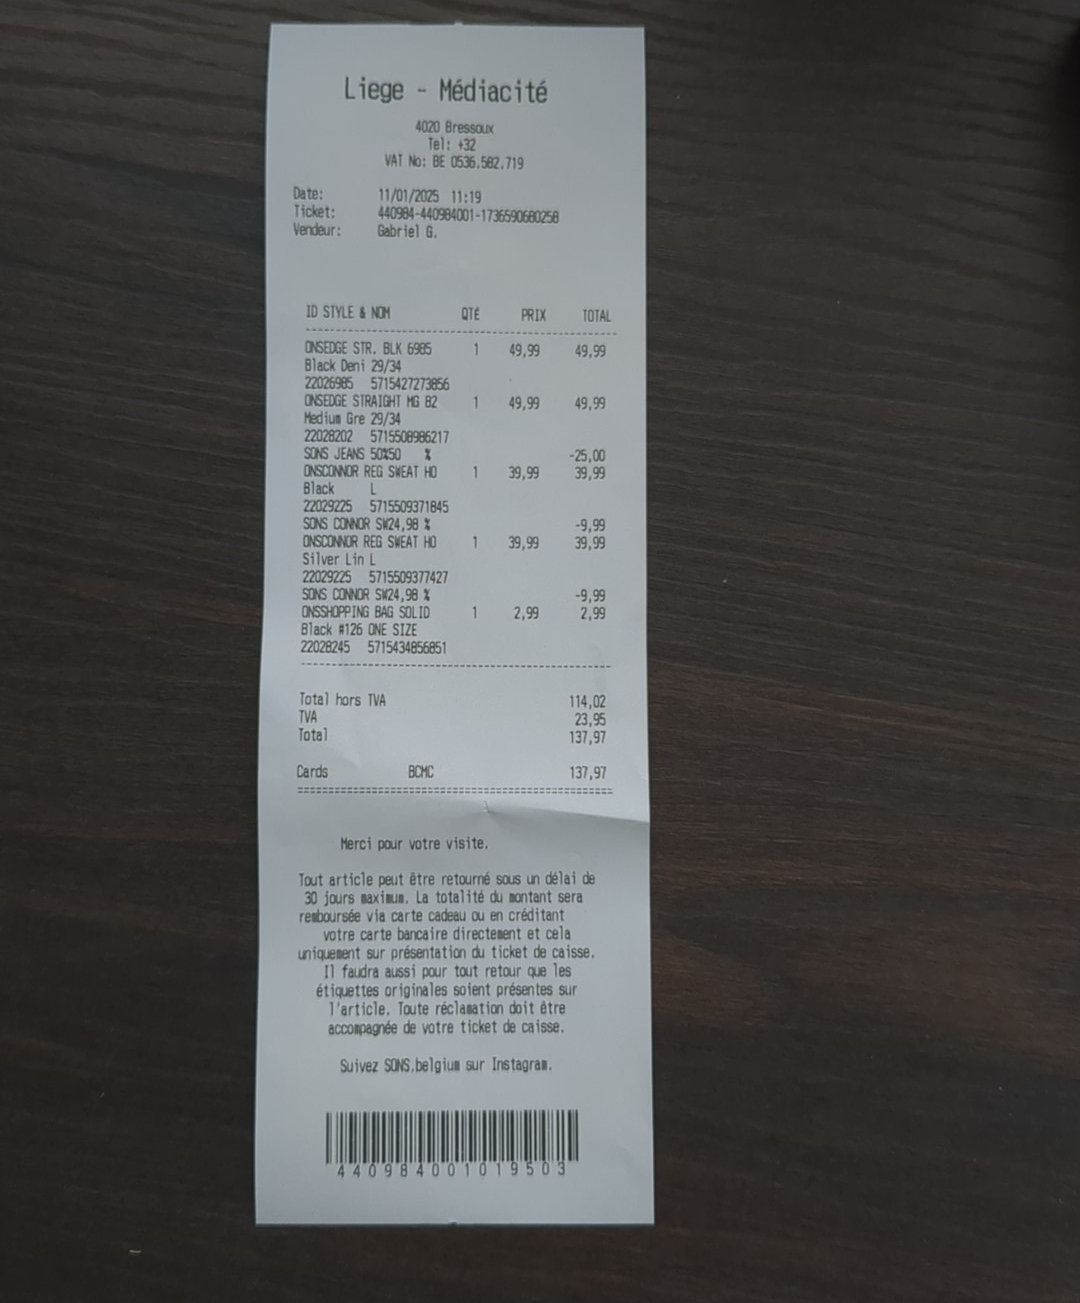 Liege - Médiacité
4020 Bressoux
Tel: +32
VAT No: BE 0536.582.719
Date: 11/01/2025 11:19
Ticket: 440984-440984001-1736590680258
Vendeur: Gabriel G.
ID STYLE & NOM QTÉ PRIX TOTAL
ONSEDGE STR. BLK 6985 1 49,99 49,99
Black Deni 29/34
22026985 5715427273856
ONSEDGE STRAIGHT MG 82 1 49,99 49,99
Medium Gre 29/34
22028202 5715508986217
SONS JEANS 50%50 % -25,00
ONSCONNOR REG SWEAT HO 1 39,99 39,99
Black L
22029225 5715509371845
SONS CONNOR SW24,98 % -9,99
ONSCONNOR REG SWEAT HO 1 39,99 39,99
Silver Lin L
22029225 5715509377427
SONS CONNOR SW24,98 % -9,99
ONSSHOPPING BAG SOLID 1 2,99 2,99
Black #126 ONE SIZE
22028245 5715434856851
Total hors TVA 114,02
TVA 23,95
Total 137,97
Cards BCMC 137,97
Merci pour votre visite.
Tout article peut être retourné sous un délai de
30 jours maximum. La totalité du montant sera
remboursée via carte cadeau ou en créditant
votre carte bancaire directement et cela
uniquement sur présentation du ticket de caisse.
Il faudra aussi pour tout retour que les
étiquettes originales soient présentes sur
l'article. Toute réclamation doit être
accompagnée de votre ticket de caisse.
Suivez SONS.belgium sur Instagram.
440984001019503